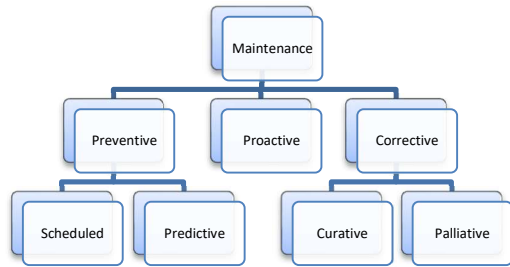 Maintenance
Preventive
Proactive
Corrective
Scheduled
Predictive
Curative
Palliative